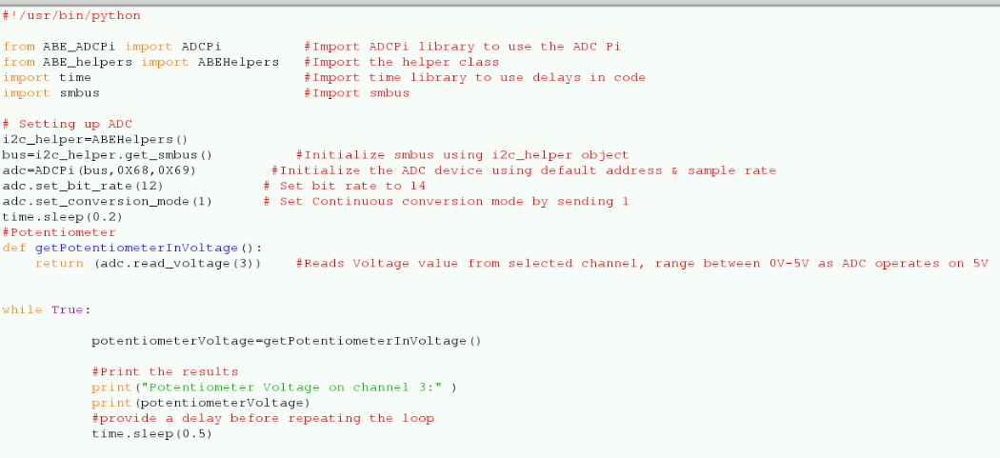 #!/usr/bin/python
from ABE_ADCPi import ADCPi          #Import ADCPi library to use the ADC Pi
from ABE_helpers import ABEHelpers   #Import the helper class
import time                          #Import time library to use delays in code
import smbus                         #Import smbus
# Setting up ADC
i2c_helper=ABEHelpers()
bus=i2c_helper.get_smbus()          #Initialize smbus using i2c_helper object
adc=ADCPi(bus,0X68,0X69)         #Initialize the ADC device using default address & sample rate
adc.set_bit_rate(12)            # Set bit rate to 14
adc.set_conversion_mode(1)      # Set Continuous conversion mode by sending 1
time.sleep(0.2)
#Potentiometer
def getPotentiometerInVoltage():
    return (adc.read_voltage(3))    #Reads Voltage value from selected channel, range between 0V-5V as ADC operates on 5V
while True:
           potentiometerVoltage=getPotentiometerInVoltage()
           #Print the results
           print("Potentiometer Voltage on channel 3:" )
           print(potentiometerVoltage)
           #provide a delay before repeating the loop
           time.sleep(0.5)